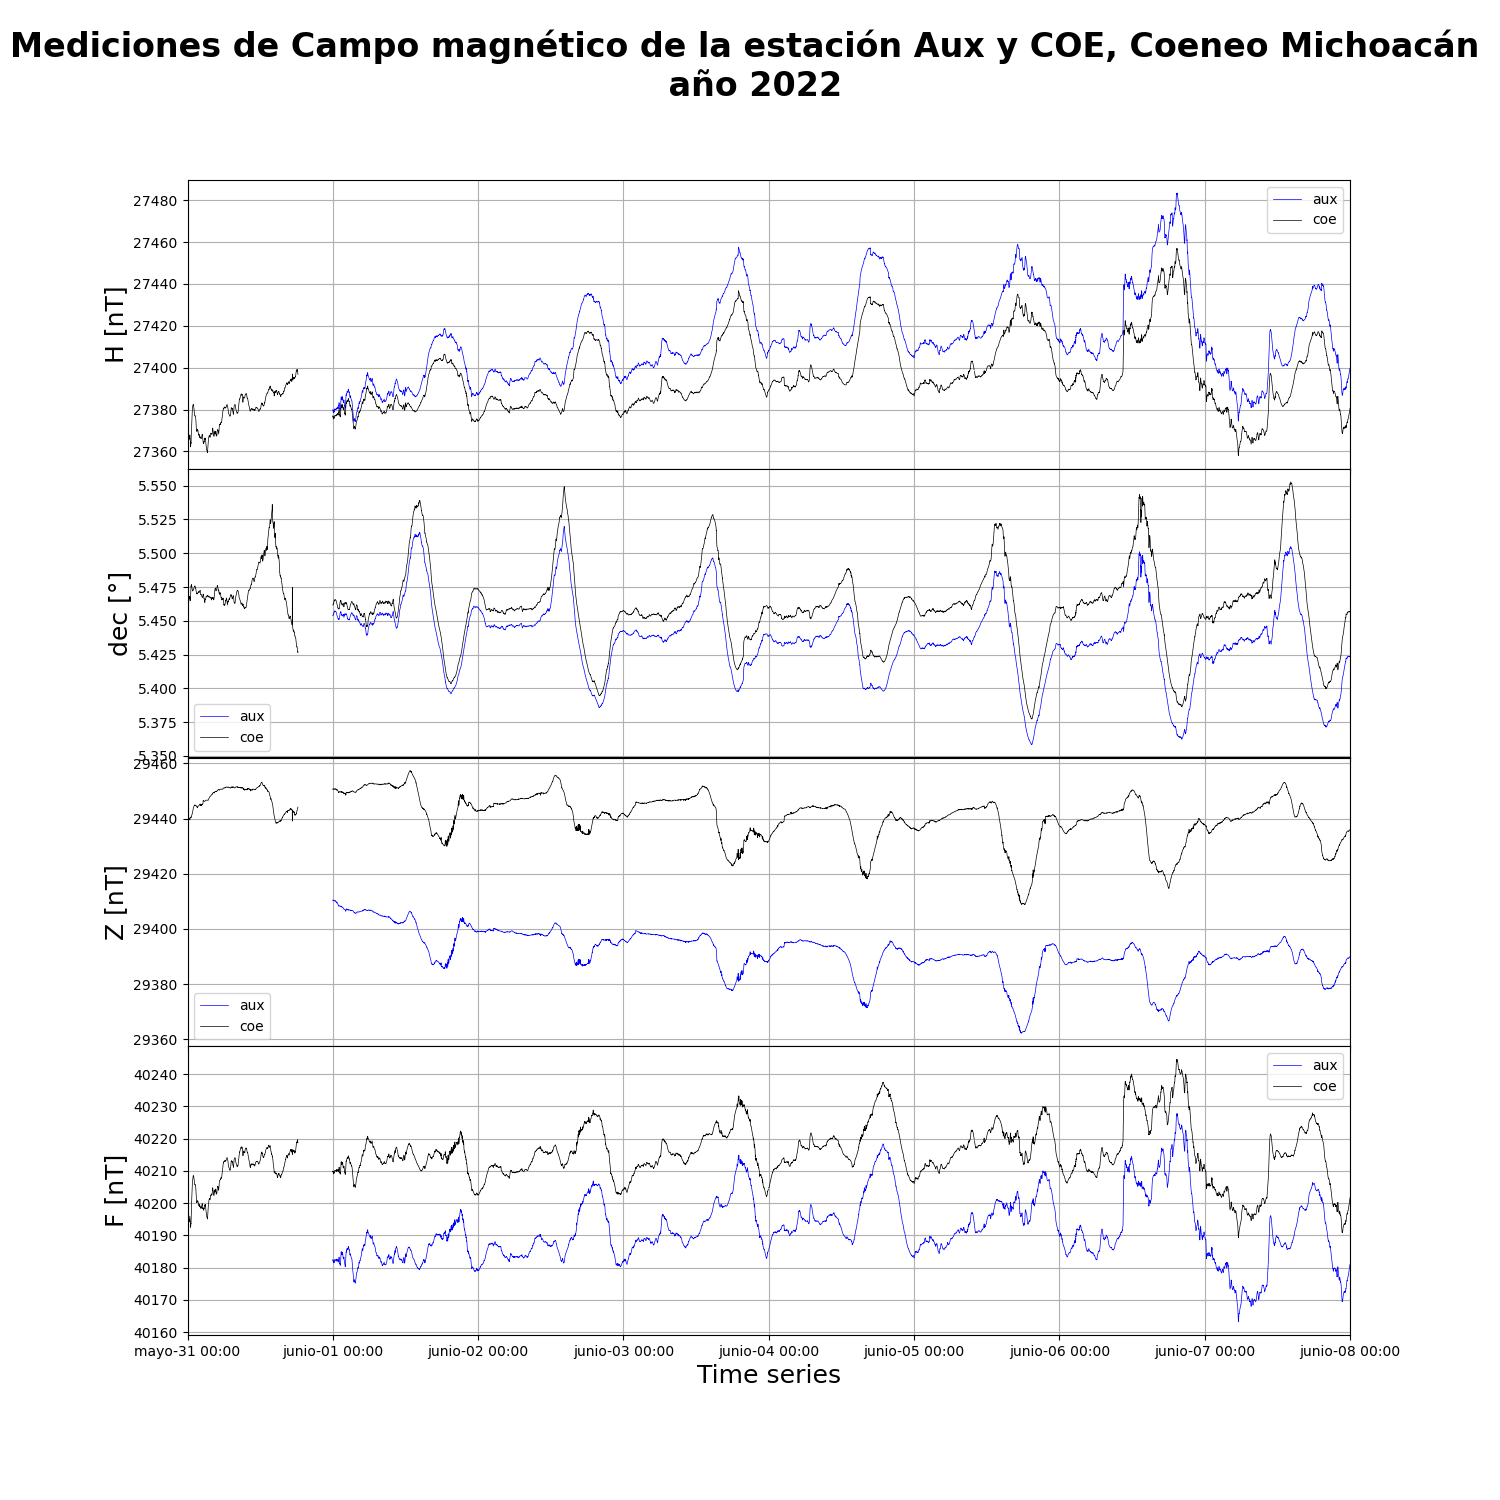 Mediciones de Campo magnético de la estación Aux y COE, Coeneo Michoacán
año 2022
27480
27460
27440
27420
27400
27380
27360
H [nT]
aux
coe
5.550
5.525
5.500
5.475
5.450
5.425
5.400
5.375
5.350
dec [°]
aux
coe
29460
29440
29420
29400
29380
29360
Z [nT]
aux
coe
40240
40230
40220
40210
40200
40190
40180
40170
40160
F [nT]
aux
coe
mayo-31 00:00 junio-01 00:00 junio-02 00:00 junio-03 00:00 junio-04 00:00 junio-05 00:00 junio-06 00:00 junio-07 00:00 junio-08 00:00
Time series